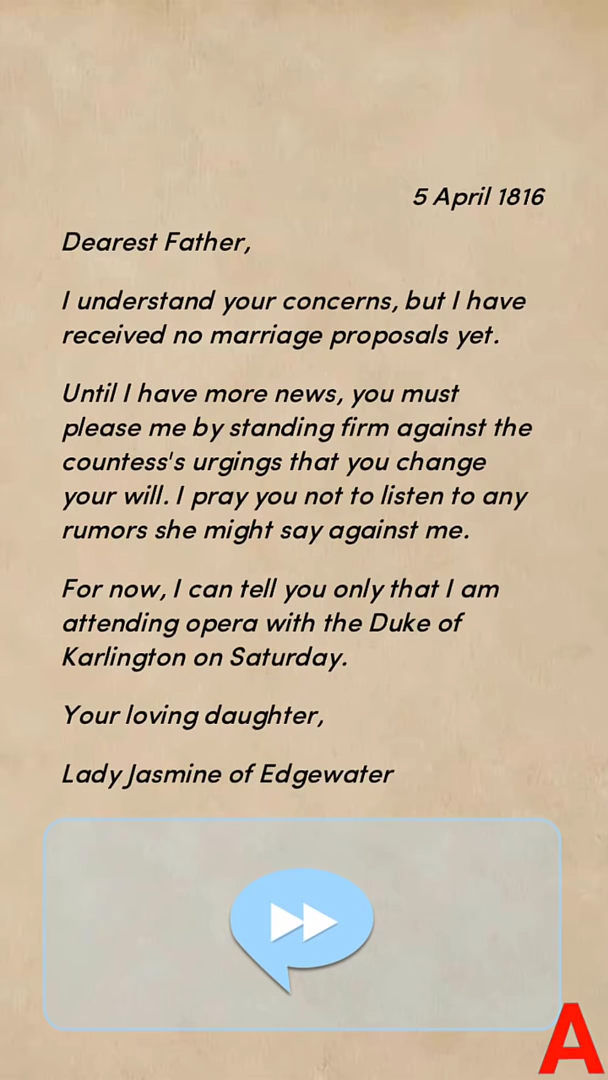 5 April 1816
Dearest Father,
I understand your concerns, but I have
received no marriage proposals yet.
Until I have more news, you must
please me by standing firm against the
countess's urgings that you change
your will. I pray you not to listen to any
rumors she might say against me.
For now, I can tell you only that I am
attending opera with the Duke of
Karlington on Saturday.
Your loving daughter,
Lady Jasmine of Edgewater
A